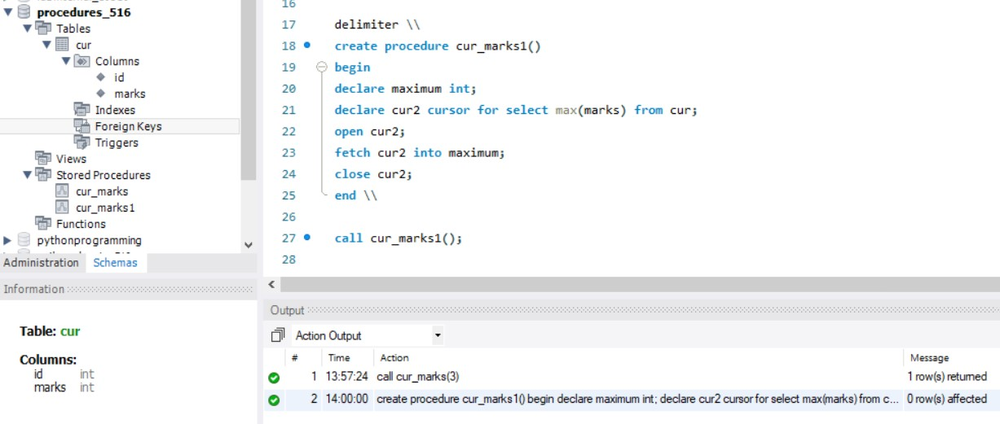 procedures_516
Tables
cur
Columns
id
marks
Indexes
Foreign Keys
Triggers
Views
Stored Procedures
cur_marks
cur_marks1
Functions
pythonprogramming
Administration Schemas
Information
Table: cur
Columns:
id int
marks int
16
17 delimiter \\
18 create procedure cur_marks1()
19 begin
20 declare maximum int;
21 declare cur2 cursor for select max(marks) from cur;
22 open cur2;
23 fetch cur2 into maximum;
24 close cur2;
25 end \\
26
27 call cur_marks1();
28
Output
Action Output
# Time Action Message
1 13:57:24 call cur_marks(3) 1 row(s) returned
2 14:00:00 create procedure cur_marks1() begin declare maximum int; declare cur2 cursor for select max(marks) from c... 0 row(s) affected